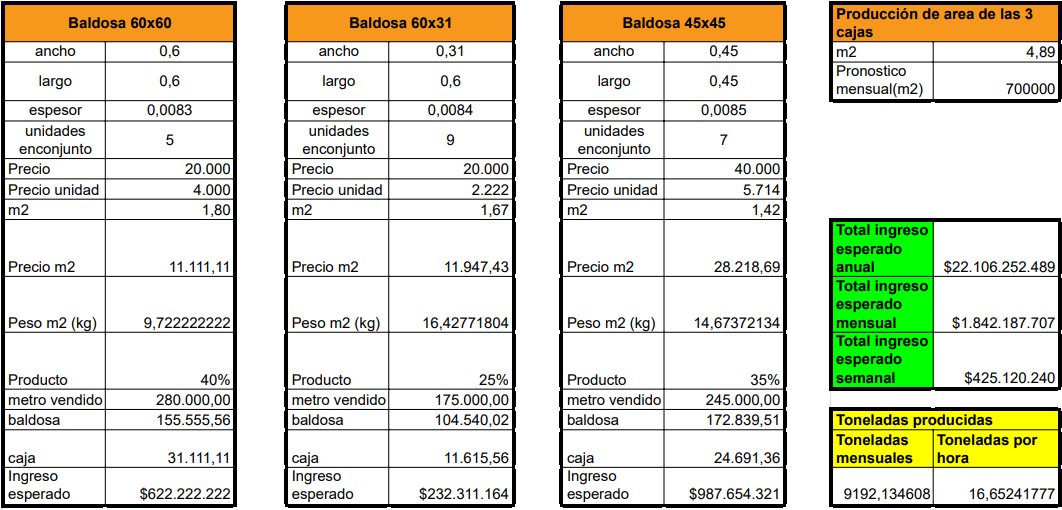 Baldosa 60x60
ancho 0,6
largo 0,6
espesor 0,0083
unidades
enconjunto 5
Precio 20.000
Precio unidad 4.000
m2 1,80
Precio m2 11.111,11
Peso m2 (kg) 9,722222222
Producto 40%
metro vendido 280.000,00
baldosa 155.555,56
caja 31.111,11
Ingreso
esperado $622.222.222
Baldosa 60x31
ancho 0,31
largo 0,6
espesor 0,0084
unidades
enconjunto 9
Precio 20.000
Precio unidad 2.222
m2 1,67
Precio m2 11.947,43
Peso m2 (kg) 16,42771804
Producto 25%
metro vendido 175.000,00
baldosa 104.540,02
caja 11.615,56
Ingreso
esperado $232.311.164
Baldosa 45x45
ancho 0,45
largo 0,45
espesor 0,0085
unidades
enconjunto 7
Precio 40.000
Precio unidad 5.714
m2 1,42
Precio m2 28.218,69
Peso m2 (kg) 14,67372134
Producto 35%
metro vendido 245.000,00
baldosa 172.839,51
caja 24.691,36
Ingreso
esperado $987.654.321
Producción de area de las 3
cajas
m2 4,89
Pronostico
mensual(m2) 700000
Total ingreso
esperado
anual $22.106.252.489
Total ingreso
esperado
mensual $1.842.187.707
Total ingreso
esperado
semanal $425.120.240
Toneladas producidas
Toneladas Toneladas por
mensuales hora
9192,134608 16,65241777